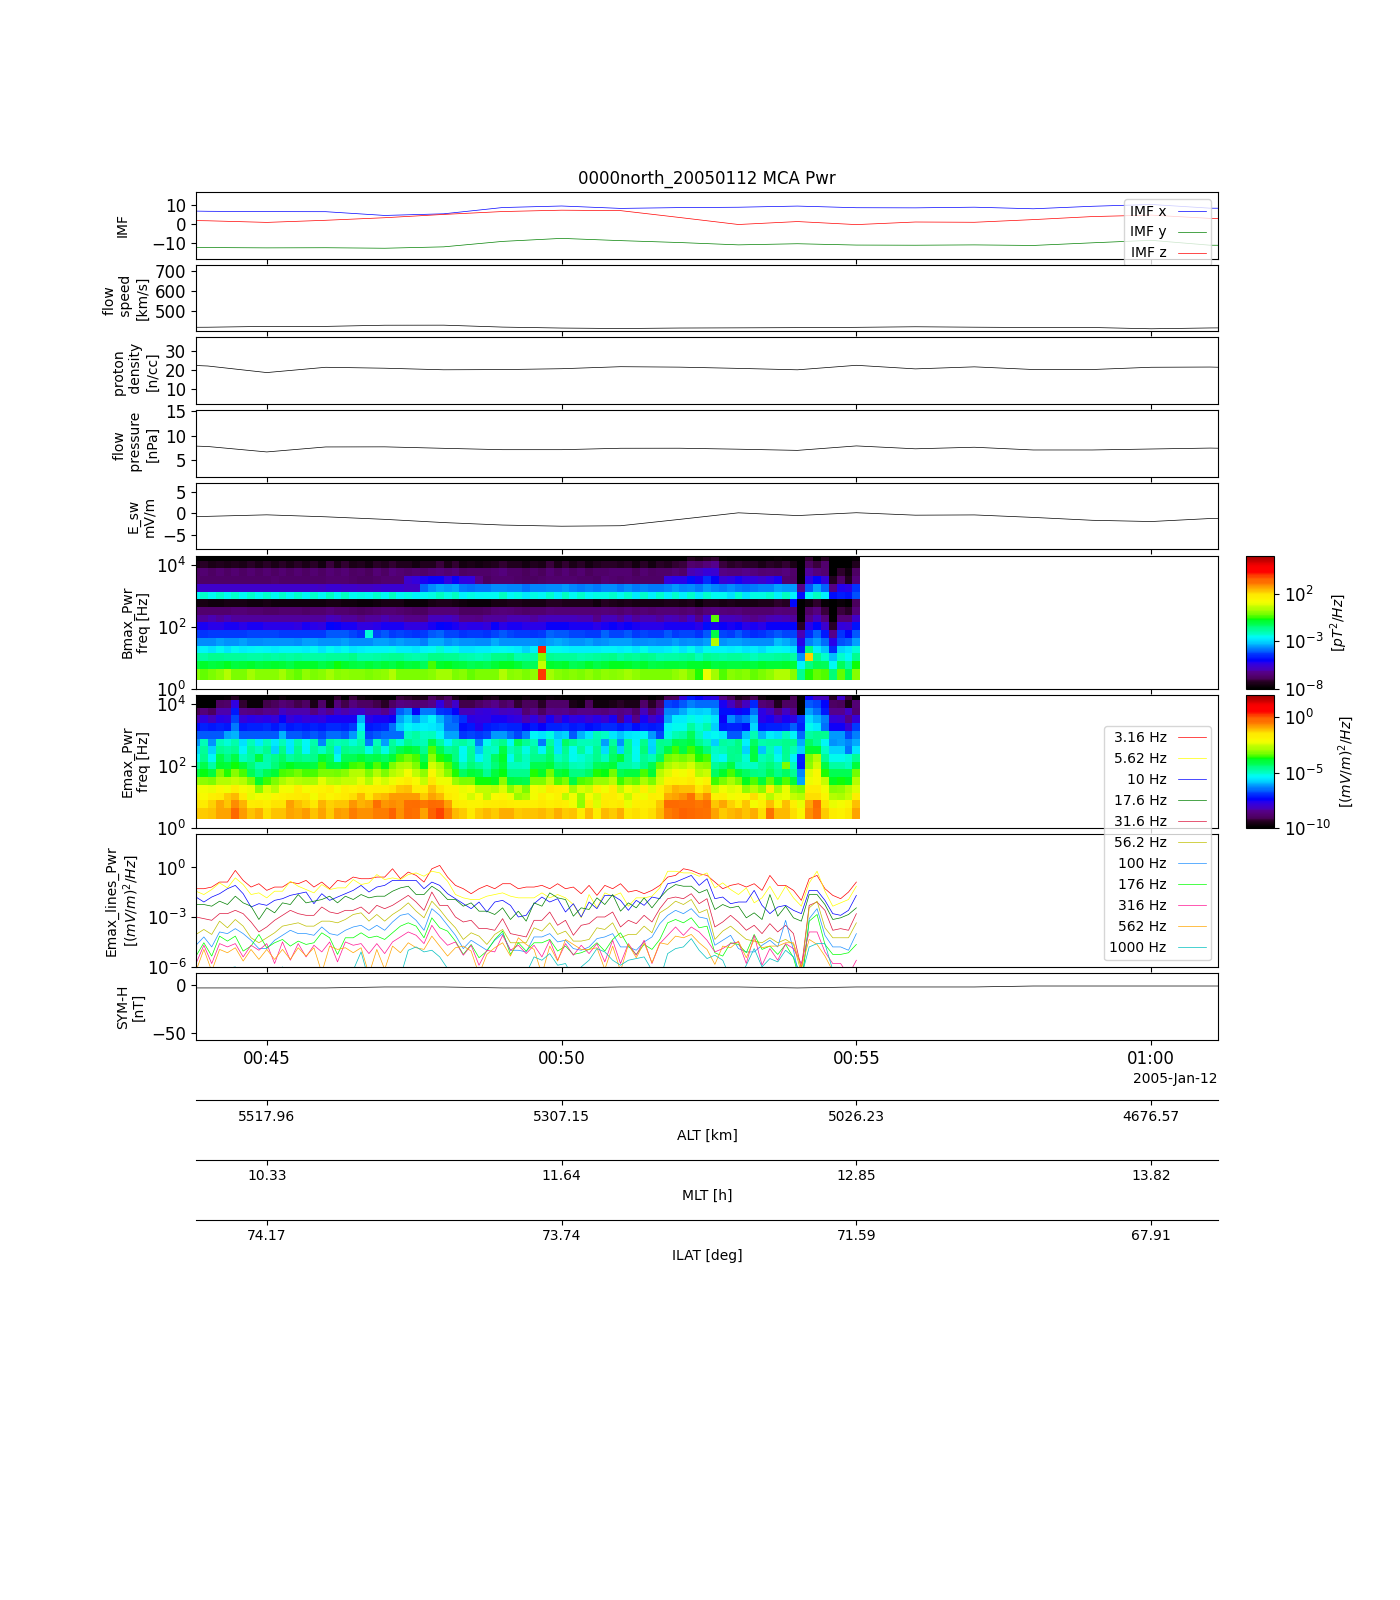 0000north_20050112 MCA Pwr
IMF
10
0
−10
IMF x
IMF y
IMF z
flow
speed
[km/s]
700
600
500
proton
density
[n/cc]
30
20
10
flow
pressure
[nPa]
15
10
5
E_sw
mV/m
5
0
−5
Bmax_Pwr
freq [Hz]
10^4
10^2
10^0
10^2
10^−3
10^−8
[pT^2/Hz]
Emax_Pwr
freq [Hz]
10^4
10^2
10^0
10^0
10^−5
10^−10
[(mV/m)^2/Hz]
3.16 Hz
5.62 Hz
10 Hz
17.6 Hz
31.6 Hz
56.2 Hz
100 Hz
176 Hz
316 Hz
562 Hz
1000 Hz
Emax_lines_Pwr
[(mV/m)^2/Hz]
10^0
10^−3
10^−6
SYM-H
[nT]
0
−50
00:45 00:50 00:55 01:00
2005-Jan-12
5517.96 5307.15 5026.23 4676.57
ALT [km]
10.33 11.64 12.85 13.82
MLT [h]
74.17 73.74 71.59 67.91
ILAT [deg]